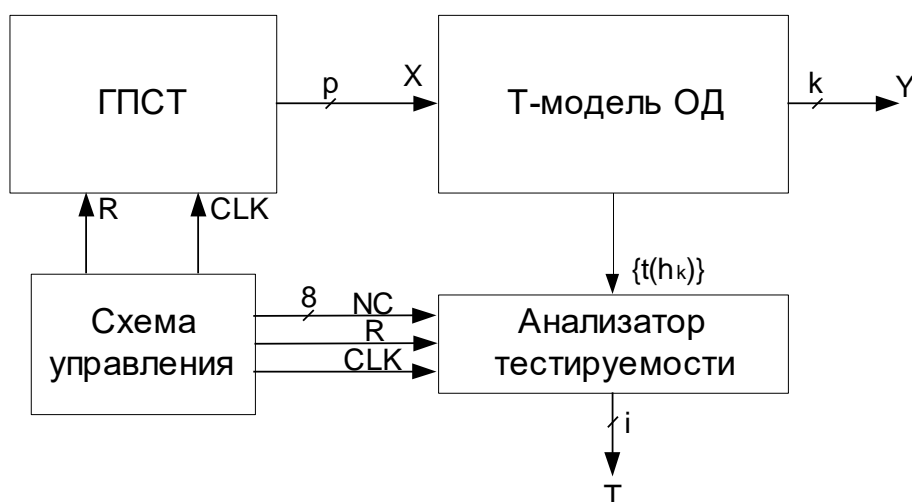 ГПСТ
p
X
Т-модель ОД
k
Y
R
CLK
{t(hk)}
Схема
управления
8
NC
R
CLK
Анализатор
тестируемости
i
T